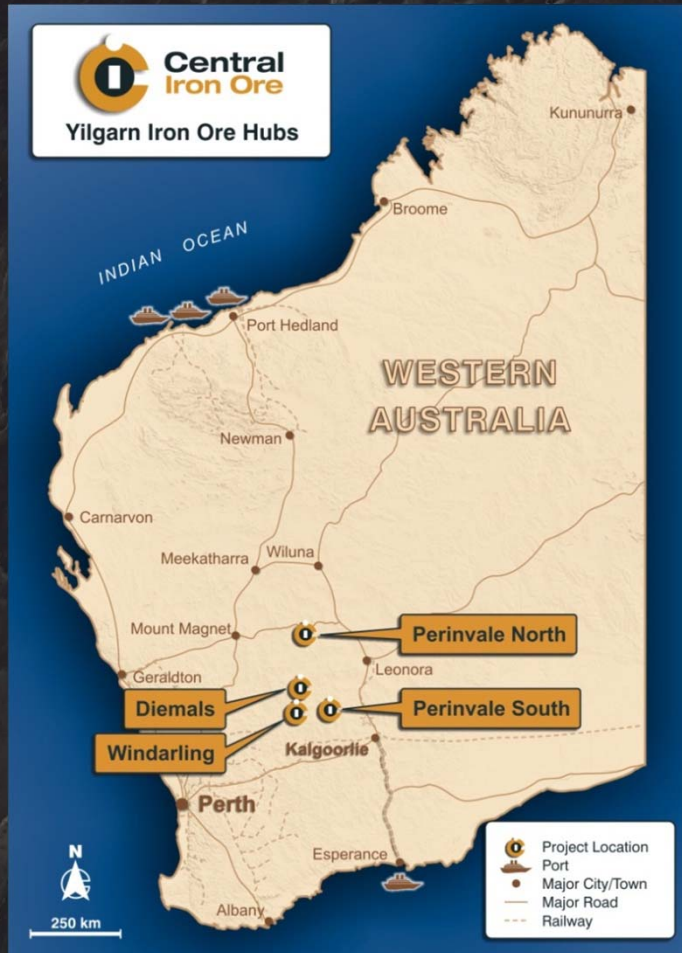 Central
Iron Ore
Yilgarn Iron Ore Hubs
Kununurra
Broome
INDIAN OCEAN
Port Hedland
WESTERN
AUSTRALIA
Newman
Carnarvon
Meekatharra
Wiluna
Mount Magnet
Perinvale North
Leonora
Geraldton
Diemals
Perinvale South
Windarling
Kalgoorlie
Perth
Esperance
Albany
N
250 km
Project Location
Port
Major City/Town
Major Road
Railway